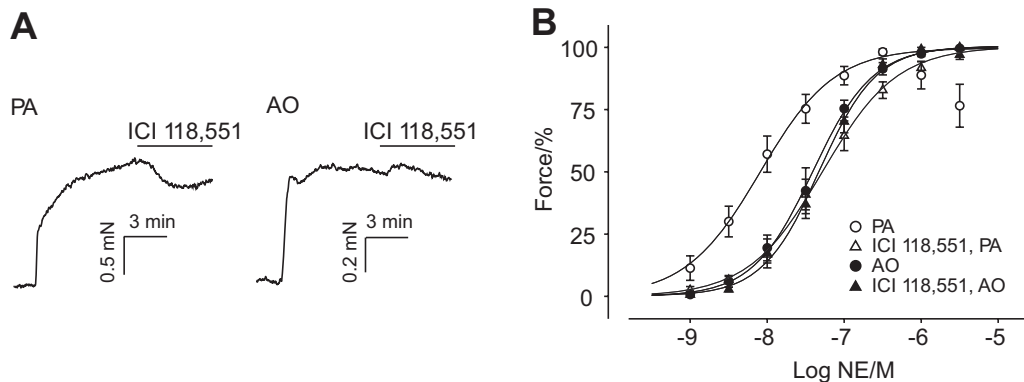 A
PA
ICI 118,551
0.5 mN
3 min
AO
ICI 118,551
0.2 mN
3 min
B
Force/%
100
75
50
25
0
PA
ICI 118,551, PA
AO
ICI 118,551, AO
-9
-8
-7
-6
-5
Log NE/M